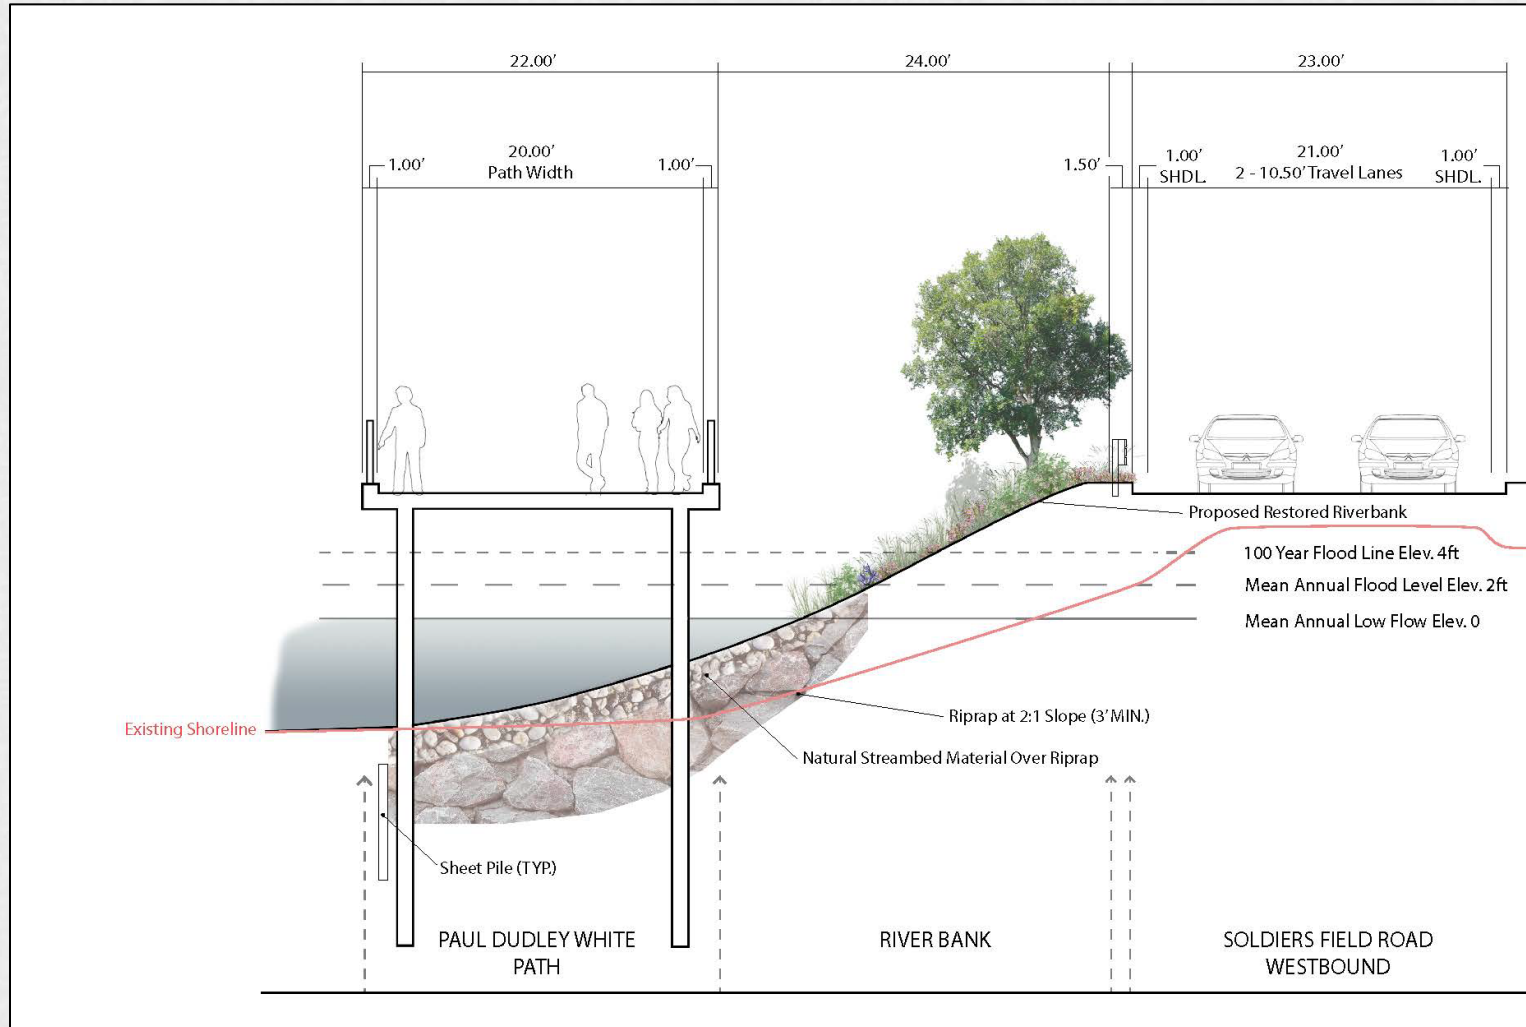 22.00'
24.00'
23.00'
1.00'
20.00'
Path Width
1.00'
1.50'
1.00'
SHDL.
21.00'
2 - 10.50' Travel Lanes
1.00'
SHDL.
Proposed Restored Riverbank
100 Year Flood Line Elev. 4ft
Mean Annual Flood Level Elev. 2ft
Mean Annual Low Flow Elev. 0
Existing Shoreline
Riprap at 2:1 Slope (3' MIN.)
Natural Streambed Material Over Riprap
Sheet Pile (TYP.)
PAUL DUDLEY WHITE
PATH
RIVER BANK
SOLDIERS FIELD ROAD
WESTBOUND